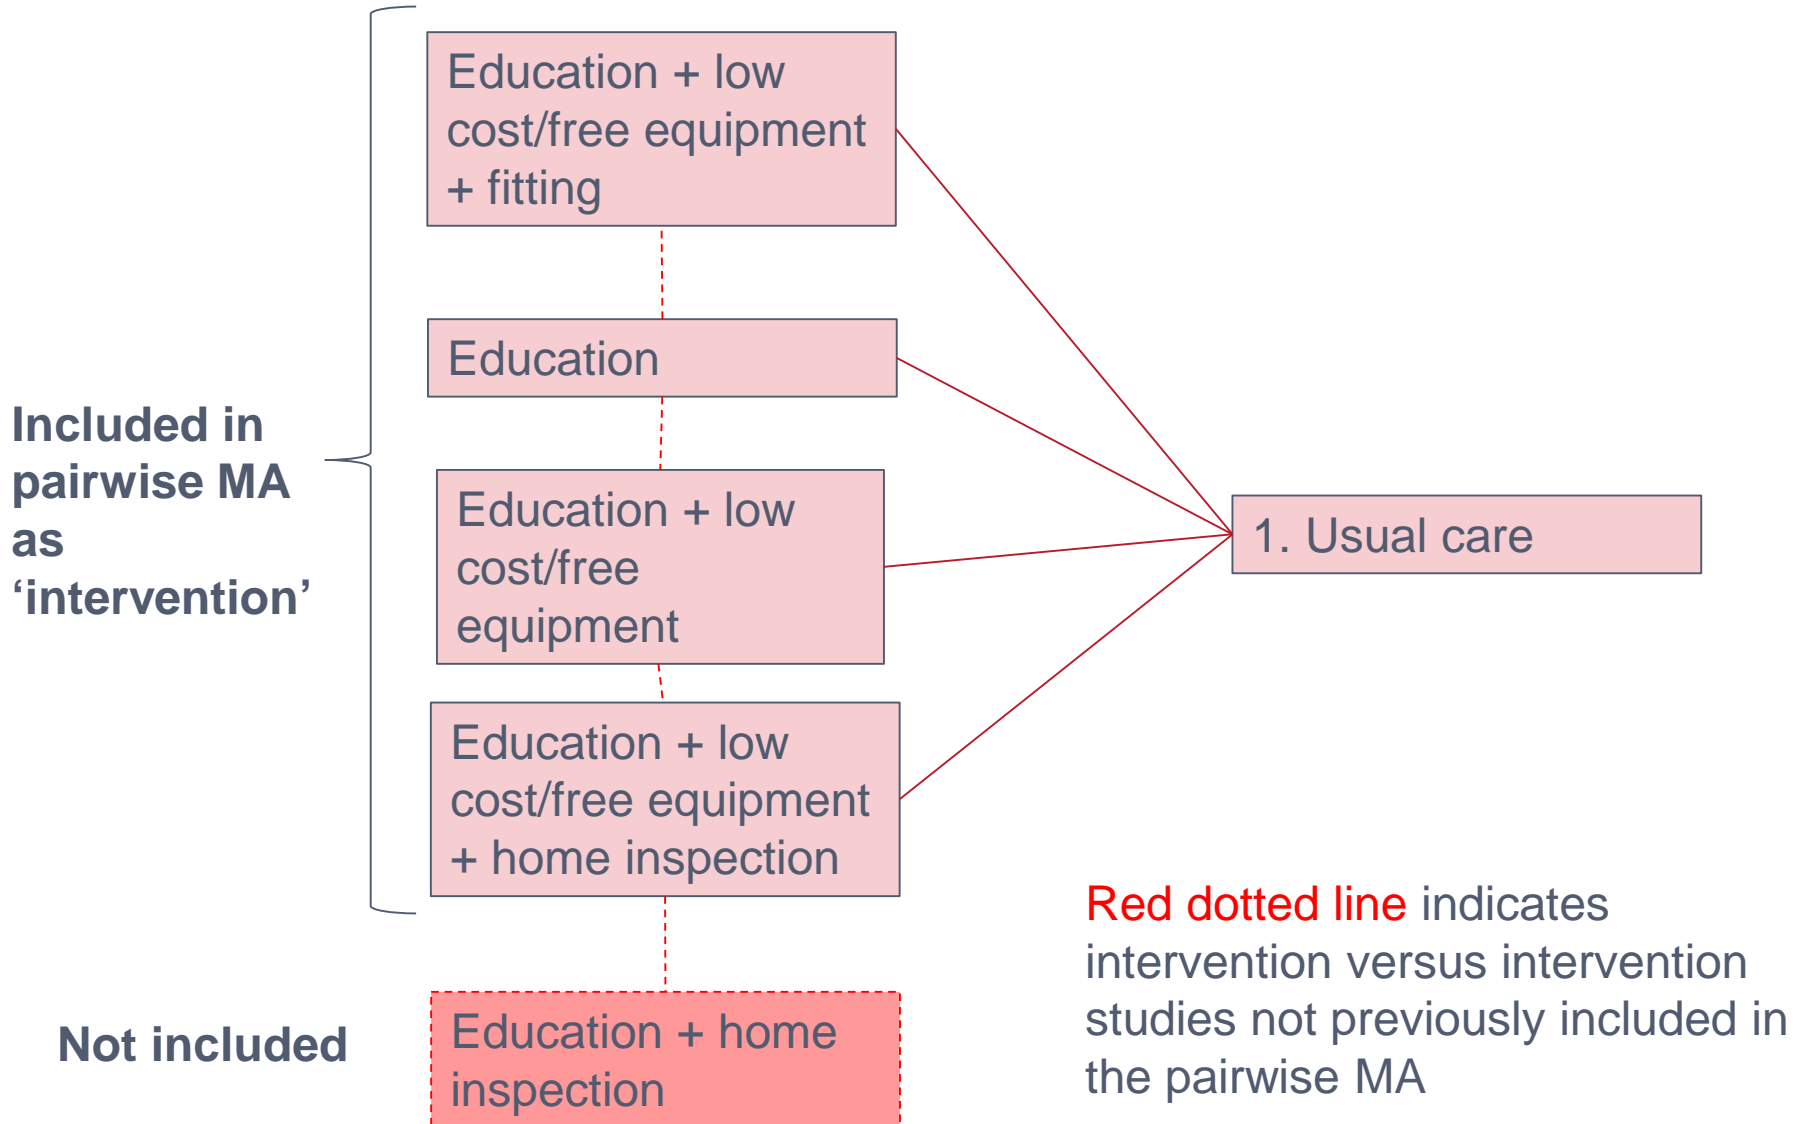 Education + low
cost/free equipment
+ fitting
Education
Included in
pairwise MA
as
‘intervention’
Education + low
cost/free
equipment
1. Usual care
Education + low
cost/free equipment
+ home inspection
Red dotted line indicates
intervention versus intervention
studies not previously included in
the pairwise MA
Not included
Education + home
inspection